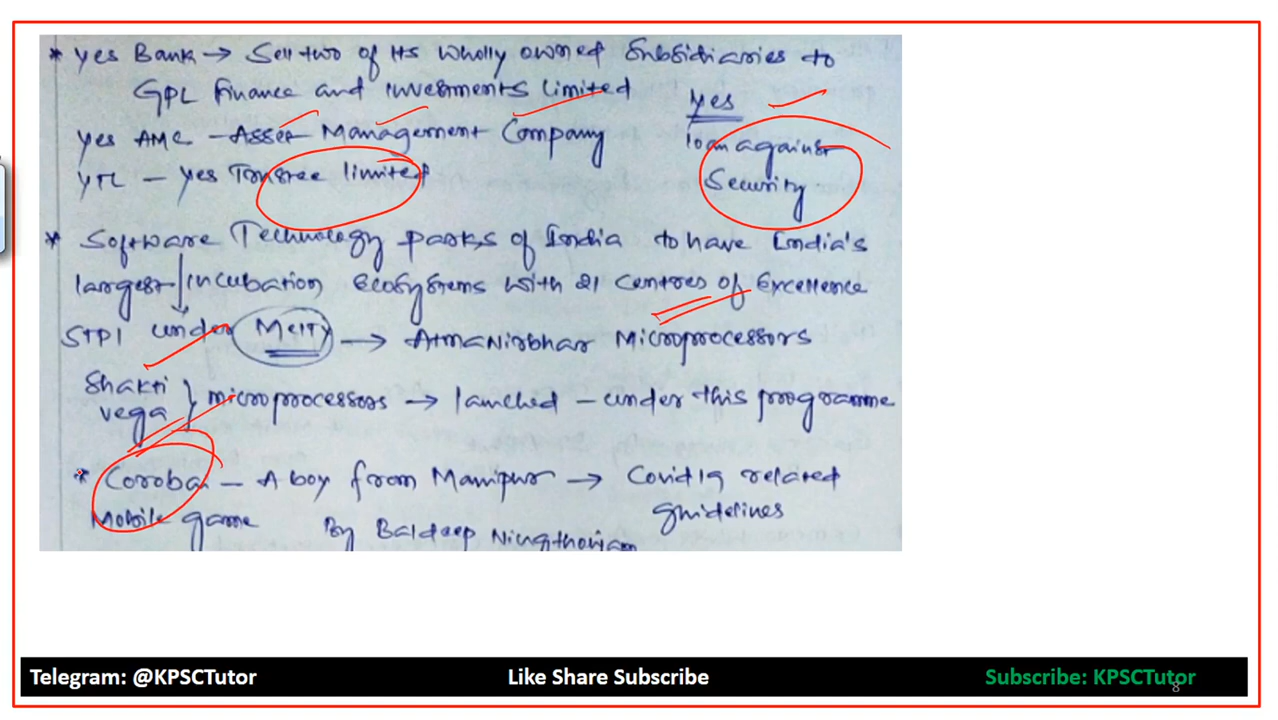 * yes Bank → Sell two of its wholly owned Subsidiaries to
GPL Finance and Investments limited
yes
yes AMC - Asset Management Company
loan against
YTL - yes Trustee limited
Security
* Software Technology parks of India to have India's
largest incubation Ecosystems with 21 Centres of Excellence
STPI under MeITY → AtmaNirbhar Microprocessors
Shakti
vega } microprocessors → launched - under this programme
* Coroboi - A boy from Manipur → Covid19 related
Mobile game guidelines
By Baldeep Ningthoujam
Telegram: @KPSCTutor Like Share Subscribe Subscribe: KPSCTutor
8